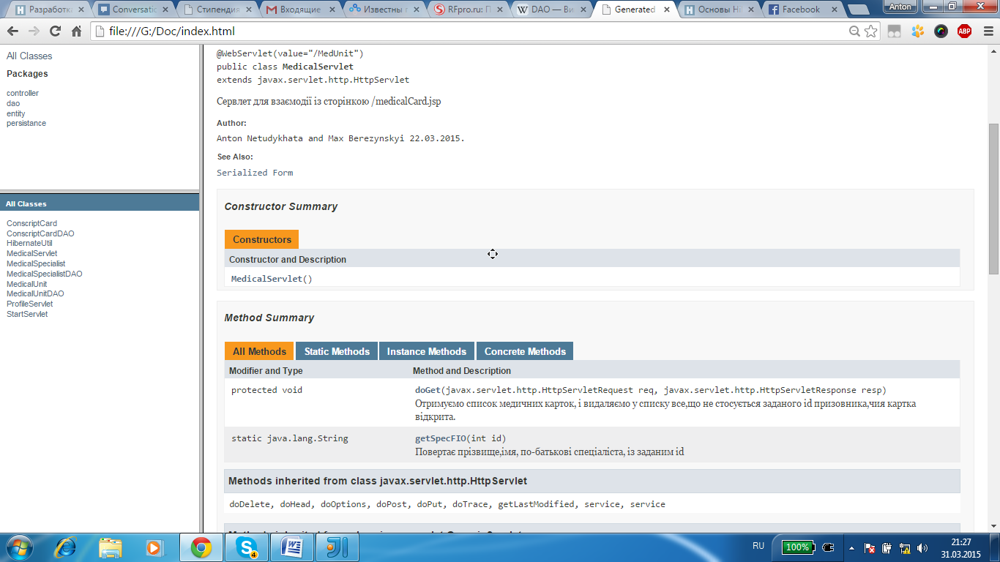 Разработк
Conversatio
Стипендия
Входящие
Известны
RFpro.ru: П
DAO — Ви
Generated
Основы Hi
Facebook
Anton
file:///G:/Doc/index.html
ABP
All Classes
Packages
controller
dao
entity
persistance
All Classes
ConscriptCard
ConscriptCardDAO
HibernateUtil
MedicalServlet
MedicalSpecialist
MedicalSpecialistDAO
MedicalUnit
MedicalUnitDAO
ProfileServlet
StartServlet
@WebServlet(value="/MedUnit")
public class MedicalServlet
extends javax.servlet.http.HttpServlet
Сервлет для взаємодії із сторінкою /medicalCard.jsp
Author:
Anton Netudykhata and Max Berezynskyi 22.03.2015.
See Also:
Serialized Form
Constructor Summary
Constructors
Constructor and Description
MedicalServlet()
Method Summary
All Methods Static Methods Instance Methods Concrete Methods
Modifier and Type Method and Description
protected void doGet(javax.servlet.http.HttpServletRequest req, javax.servlet.http.HttpServletResponse resp)
Отримуємо список медичних карток, і видаляємо у списку все,що не стосується заданого id призовника,чия картка
відкрита.
static java.lang.String getSpecFIO(int id)
Повертає прізвище,імя, по-батькові спеціаліста, із заданим id
Methods inherited from class javax.servlet.http.HttpServlet
doDelete, doHead, doOptions, doPost, doPut, doTrace, getLastModified, service, service
4
RU
100%
21:27
31.03.2015